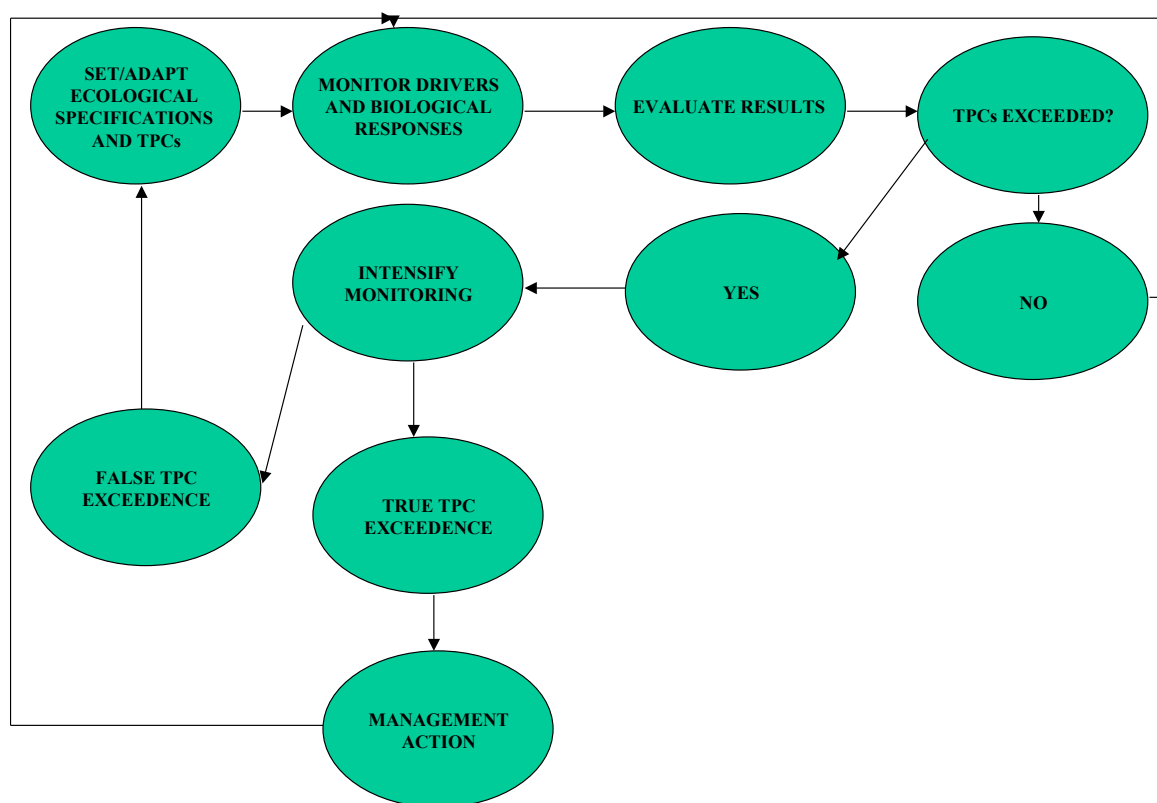 SET/ADAPT
ECOLOGICAL
SPECIFICATIONS
AND TPCs
MONITOR DRIVERS
AND BIOLOGICAL
RESPONSES
EVALUATE RESULTS
TPCs EXCEEDED?
INTENSIFY
MONITORING
YES
NO
FALSE TPC
EXCEEDENCE
TRUE TPC
EXCEEDENCE
MANAGEMENT
ACTION